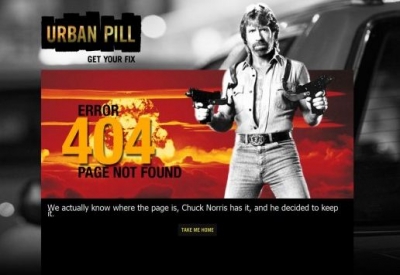 URBAN PILL
GET YOUR FIX
ERROR
404
PAGE NOT FOUND
We actually know where the page is, Chuck Norris has it, and he decided to keep
it.
TAKE ME HOME